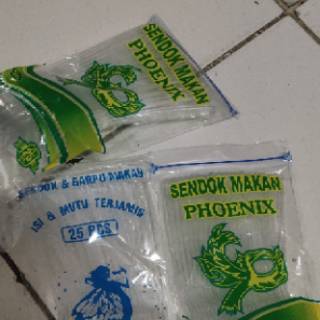 SENDOK MAKAN
PHOENIX
SENDOK & GARPU MAKAN
ISI & MUTU TERJAMIN
25 PCS
SENDOK MAKAN
PHOENIX